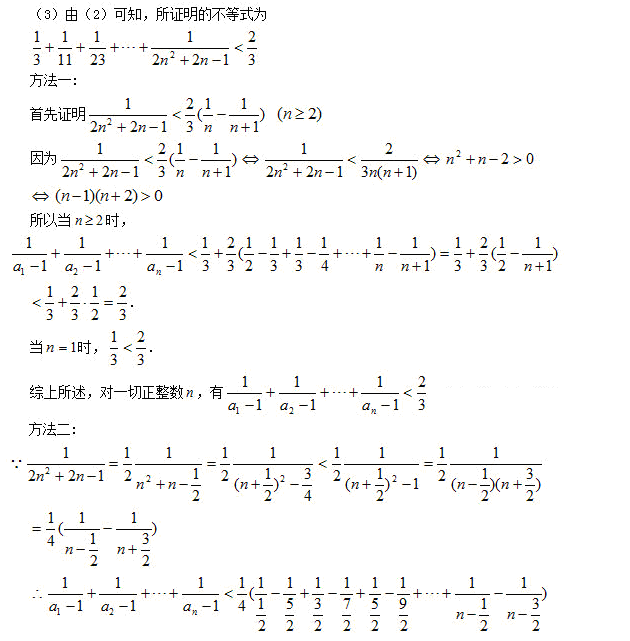 (3)由(2)可知,所证明的不等式为
$\frac{1}{3}+\frac{1}{11}+\frac{1}{23}+\cdots+\frac{1}{2n^2+2n-1}<\frac{2}{3}$
方法一:
首先证明$\frac{1}{2n^2+2n-1}<\frac{2}{3}(\frac{1}{n}-\frac{1}{n+1})$ $(n\geq 2)$
因为$\frac{1}{2n^2+2n-1}<\frac{2}{3}(\frac{1}{n}-\frac{1}{n+1})\Leftrightarrow\frac{1}{2n^2+2n-1}<\frac{2}{3n(n+1)}\Leftrightarrow n^2+n-2>0$
$\Leftrightarrow (n-1)(n+2)>0$
所以当$n\geq 2$时,
$\frac{1}{a_1-1}+\frac{1}{a_2-1}+\cdots+\frac{1}{a_n-1}<\frac{1}{3}+\frac{2}{3}(\frac{1}{2}-\frac{1}{3}+\frac{1}{3}-\frac{1}{4}+\cdots+\frac{1}{n}-\frac{1}{n+1})=\frac{1}{3}+\frac{2}{3}(\frac{1}{2}-\frac{1}{n+1})$
$<\frac{1}{3}+\frac{2}{3}\cdot\frac{1}{2}=\frac{2}{3}.$
当$n=1$时,$\frac{1}{3}<\frac{2}{3}.$
综上所述,对一切正整数$n$,有$\frac{1}{a_1-1}+\frac{1}{a_2-1}+\cdots+\frac{1}{a_n-1}<\frac{2}{3}$
方法二:
$\because\frac{1}{2n^2+2n-1}=\frac{1}{2}\frac{1}{n^2+n-\frac{1}{2}}=\frac{1}{2}\frac{1}{(n+\frac{1}{2})^2-\frac{3}{4}}<\frac{1}{2}\frac{1}{(n+\frac{1}{2})^2-1}=\frac{1}{2}\frac{1}{(n-\frac{1}{2})(n+\frac{3}{2})}$
$=\frac{1}{4}(\frac{1}{n-\frac{1}{2}}-\frac{1}{n+\frac{3}{2}})$
$\therefore\frac{1}{a_1-1}+\frac{1}{a_2-1}+\cdots+\frac{1}{a_n-1}<\frac{1}{4}(\frac{1}{\frac{1}{2}}-\frac{1}{\frac{5}{2}}+\frac{1}{\frac{3}{2}}-\frac{1}{\frac{7}{2}}+\frac{1}{\frac{5}{2}}-\frac{1}{\frac{9}{2}}+\cdots+\frac{1}{n-\frac{1}{2}}-\frac{1}{n-\frac{3}{2}})$